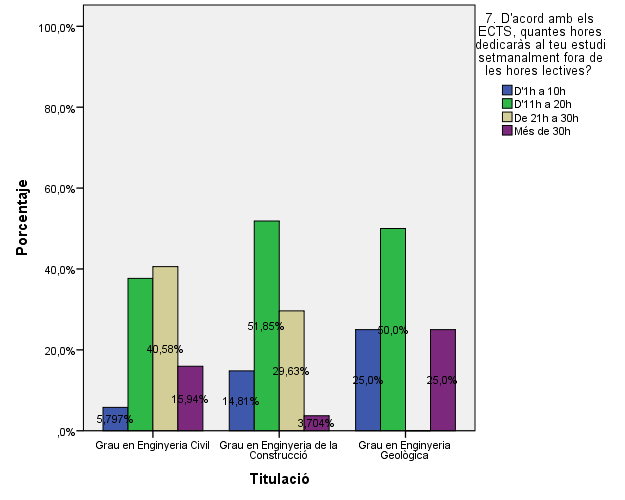 7. D'acord amb els
ECTS, quantes hores
dedicaràs al teu estudi
setmanalment fora de
les hores lectives?
D'1h a 10h
D'11h a 20h
De 21h a 30h
Més de 30h
Porcentaje
100,0%
80,0%
60,0%
40,0%
20,0%
,0%
5,797%
40,58%
15,94%
14,81%
51,85%
29,63%
3,704%
25,0%
50,0%
25,0%
Grau en Enginyeria Civil
Grau en Enginyeria de la
Construcció
Grau en Enginyeria
Geològica
Titulació